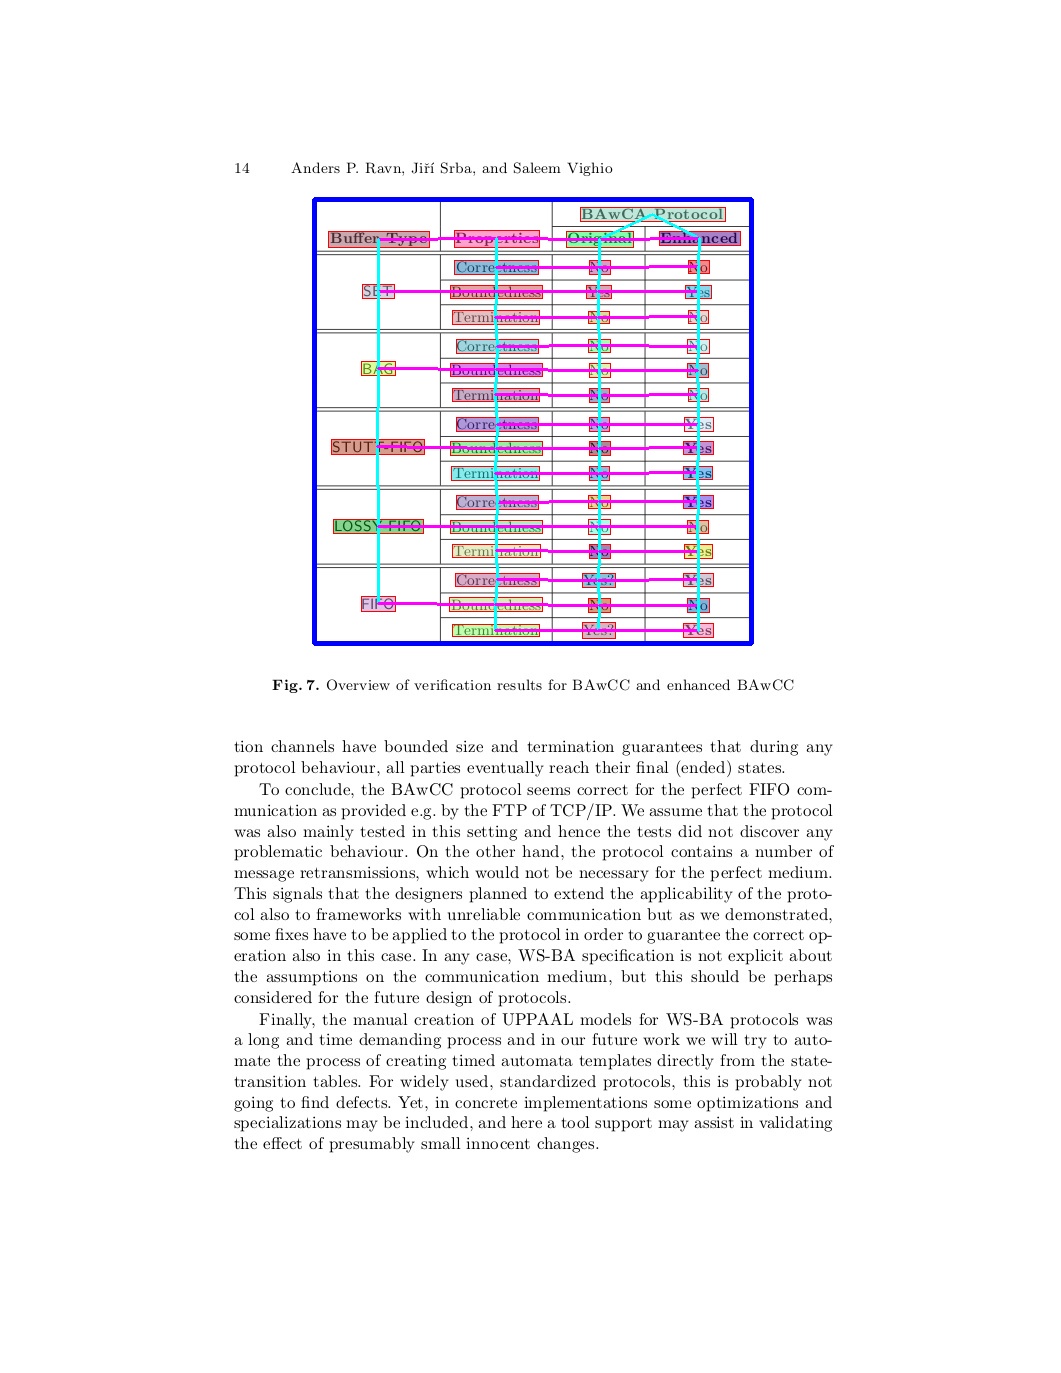 14 Anders P. Ravn, Jiří Srba, and Saleem Vighio
BAwCA Protocol
Buffer Type Properties Original Enhanced
Correctness No No
SET Boundedness Yes Yes
Termination No No
Correctness No No
BAG Boundedness No No
Termination No No
Correctness No Yes
STUTT-FIFO Boundedness No Yes
Termination No Yes
Correctness No Yes
LOSSY-FIFO Boundedness No No
Termination No Yes
Correctness Yes? Yes
FIFO Boundedness No No
Termination Yes? Yes
Fig. 7. Overview of verification results for BAwCC and enhanced BAwCC
tion channels have bounded size and termination guarantees that during any
protocol behaviour, all parties eventually reach their final (ended) states.
To conclude, the BAwCC protocol seems correct for the perfect FIFO com-
munication as provided e.g. by the FTP of TCP/IP. We assume that the protocol
was also mainly tested in this setting and hence the tests did not discover any
problematic behaviour. On the other hand, the protocol contains a number of
message retransmissions, which would not be necessary for the perfect medium.
This signals that the designers planned to extend the applicability of the proto-
col also to frameworks with unreliable communication but as we demonstrated,
some fixes have to be applied to the protocol in order to guarantee the correct op-
eration also in this case. In any case, WS-BA specification is not explicit about
the assumptions on the communication medium, but this should be perhaps
considered for the future design of protocols.
Finally, the manual creation of UPPAAL models for WS-BA protocols was
a long and time demanding process and in our future work we will try to auto-
mate the process of creating timed automata templates directly from the state-
transition tables. For widely used, standardized protocols, this is probably not
going to find defects. Yet, in concrete implementations some optimizations and
specializations may be included, and here a tool support may assist in validating
the effect of presumably small innocent changes.